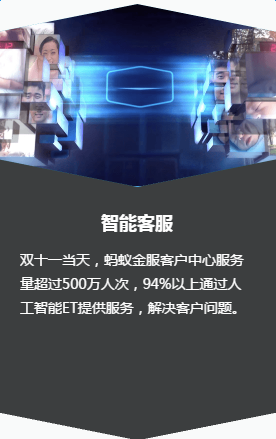 智能客服
双十一当天，蚂蚁金服客户中心服务
量超过500万人次，94%以上通过人
工智能ET提供服务，解决客户问题。